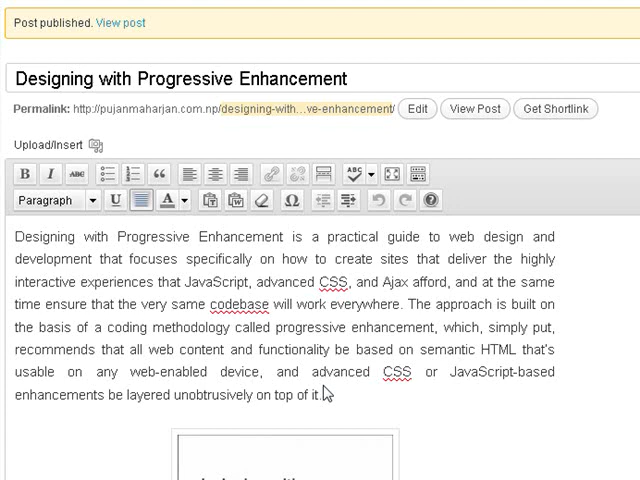 Post published. View post
Designing with Progressive Enhancement
Permalink: http://pujanmaharjan.com.np/designing-with...ve-enhancement/ Edit View Post Get Shortlink
Upload/Insert
B I ABC ABC
Paragraph U A
Designing with Progressive Enhancement is a practical guide to web design and
development that focuses specifically on how to create sites that deliver the highly
interactive experiences that JavaScript, advanced CSS, and Ajax afford, and at the same
time ensure that the very same codebase will work everywhere. The approach is built on
the basis of a coding methodology called progressive enhancement, which, simply put,
recommends that all web content and functionality be based on semantic HTML that's
usable on any web-enabled device, and advanced CSS or JavaScript-based
enhancements be layered unobtrusively on top of it.